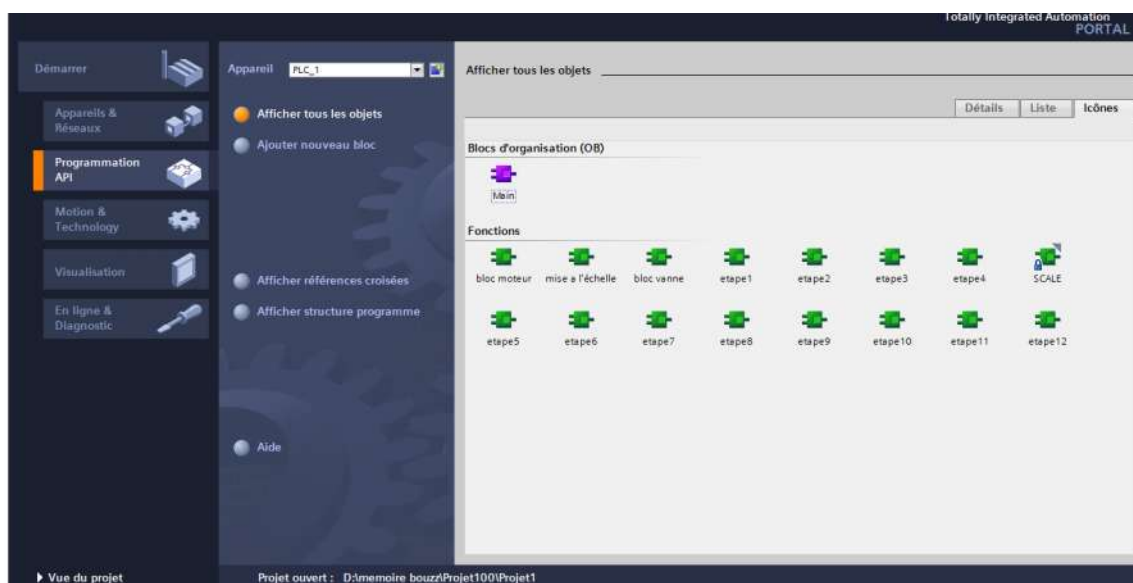 Totally Integrated Automation
PORTAL
Démarrer
Appareils &
Réseaux
Programmation
API
Motion &
Technology
Visualisation
En ligne &
Diagnostic
Vue du projet
Appareil PLC_1
Afficher tous les objets
Ajouter nouveau bloc
Afficher références croisées
Afficher structure programme
Aide
Afficher tous les objets
Détails Liste Icônes
Blocs d'organisation (OB)
Main
Fonctions
bloc moteur mise a l'échelle bloc vanne etape1 etape2 etape3 etape4 SCALE
etape5 etape6 etape7 etape8 etape9 etape10 etape11 etape12
Projet ouvert : D:\memoire bouzz\Projet100\Projet1